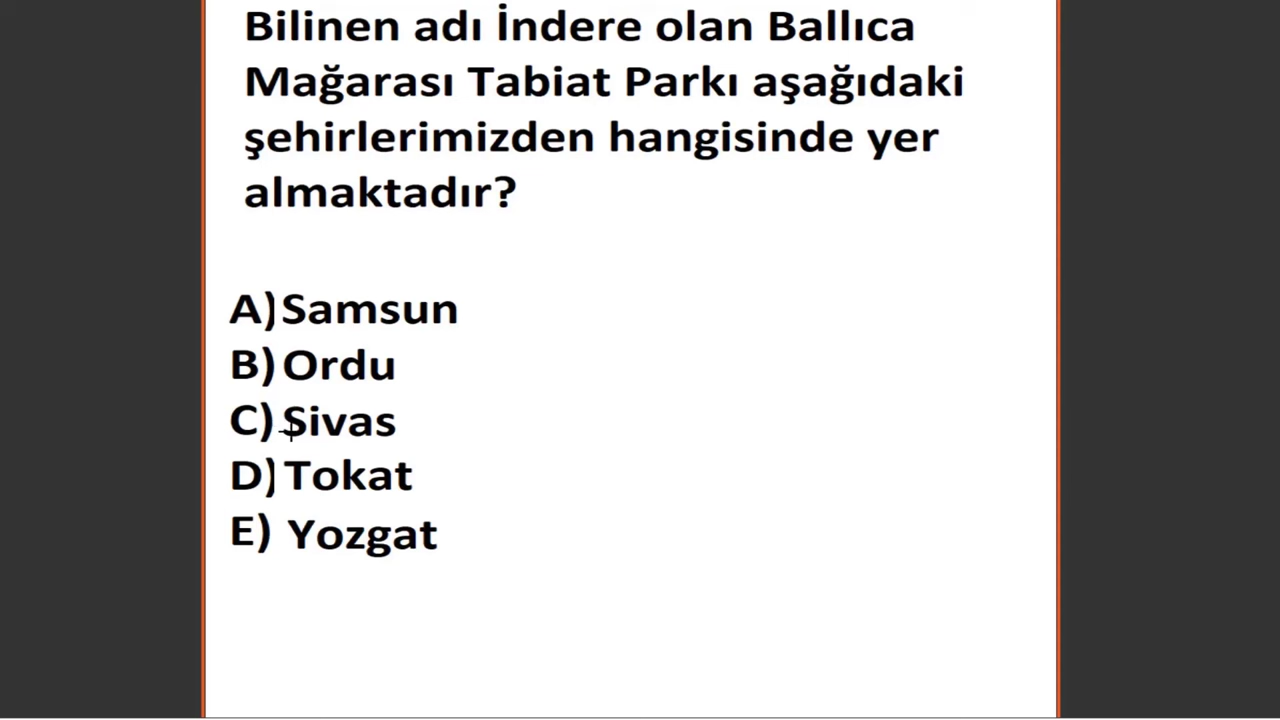 Bilinen adı İndere olan Ballıca
Mağarası Tabiat Parkı aşağıdaki
şehirlerimizden hangisinde yer
almaktadır?
A) Samsun
B) Ordu
C) Sivas
D) Tokat
E) Yozgat